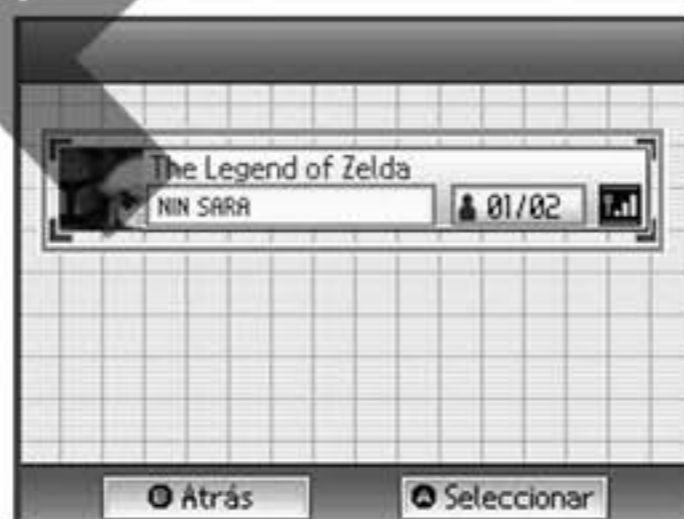 The Legend of Zelda
NIN SARA
01/02
B Atrás
A Seleccionar